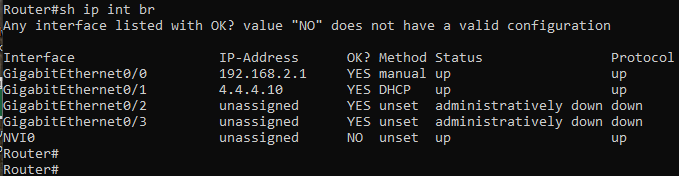 Router#sh ip int br
Any interface listed with OK? value "NO" does not have a valid configuration
Interface IP-Address OK? Method Status Protocol
GigabitEthernet0/0 192.168.2.1 YES manual up up
GigabitEthernet0/1 4.4.4.10 YES DHCP up up
GigabitEthernet0/2 unassigned YES unset administratively down down
GigabitEthernet0/3 unassigned YES unset administratively down down
NVI0 unassigned NO unset up up
Router#
Router#